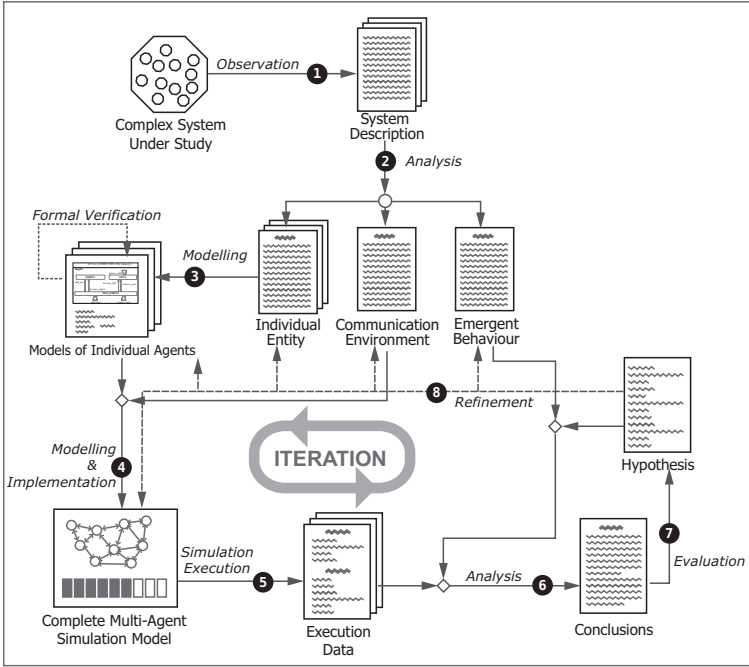 Observation
1
Complex System
Under Study
System
Description
2
Analysis
Formal Verification
Modelling
3
Models of Individual Agents
Individual
Entity
Communication
Environment
Emergent
Behaviour
8
Refinement
Hypothesis
Modelling
&
Implementation
4
ITERATION
Simulation
Execution
5
Complete Multi-Agent
Simulation Model
Execution
Data
Analysis
6
Conclusions
7
Evaluation